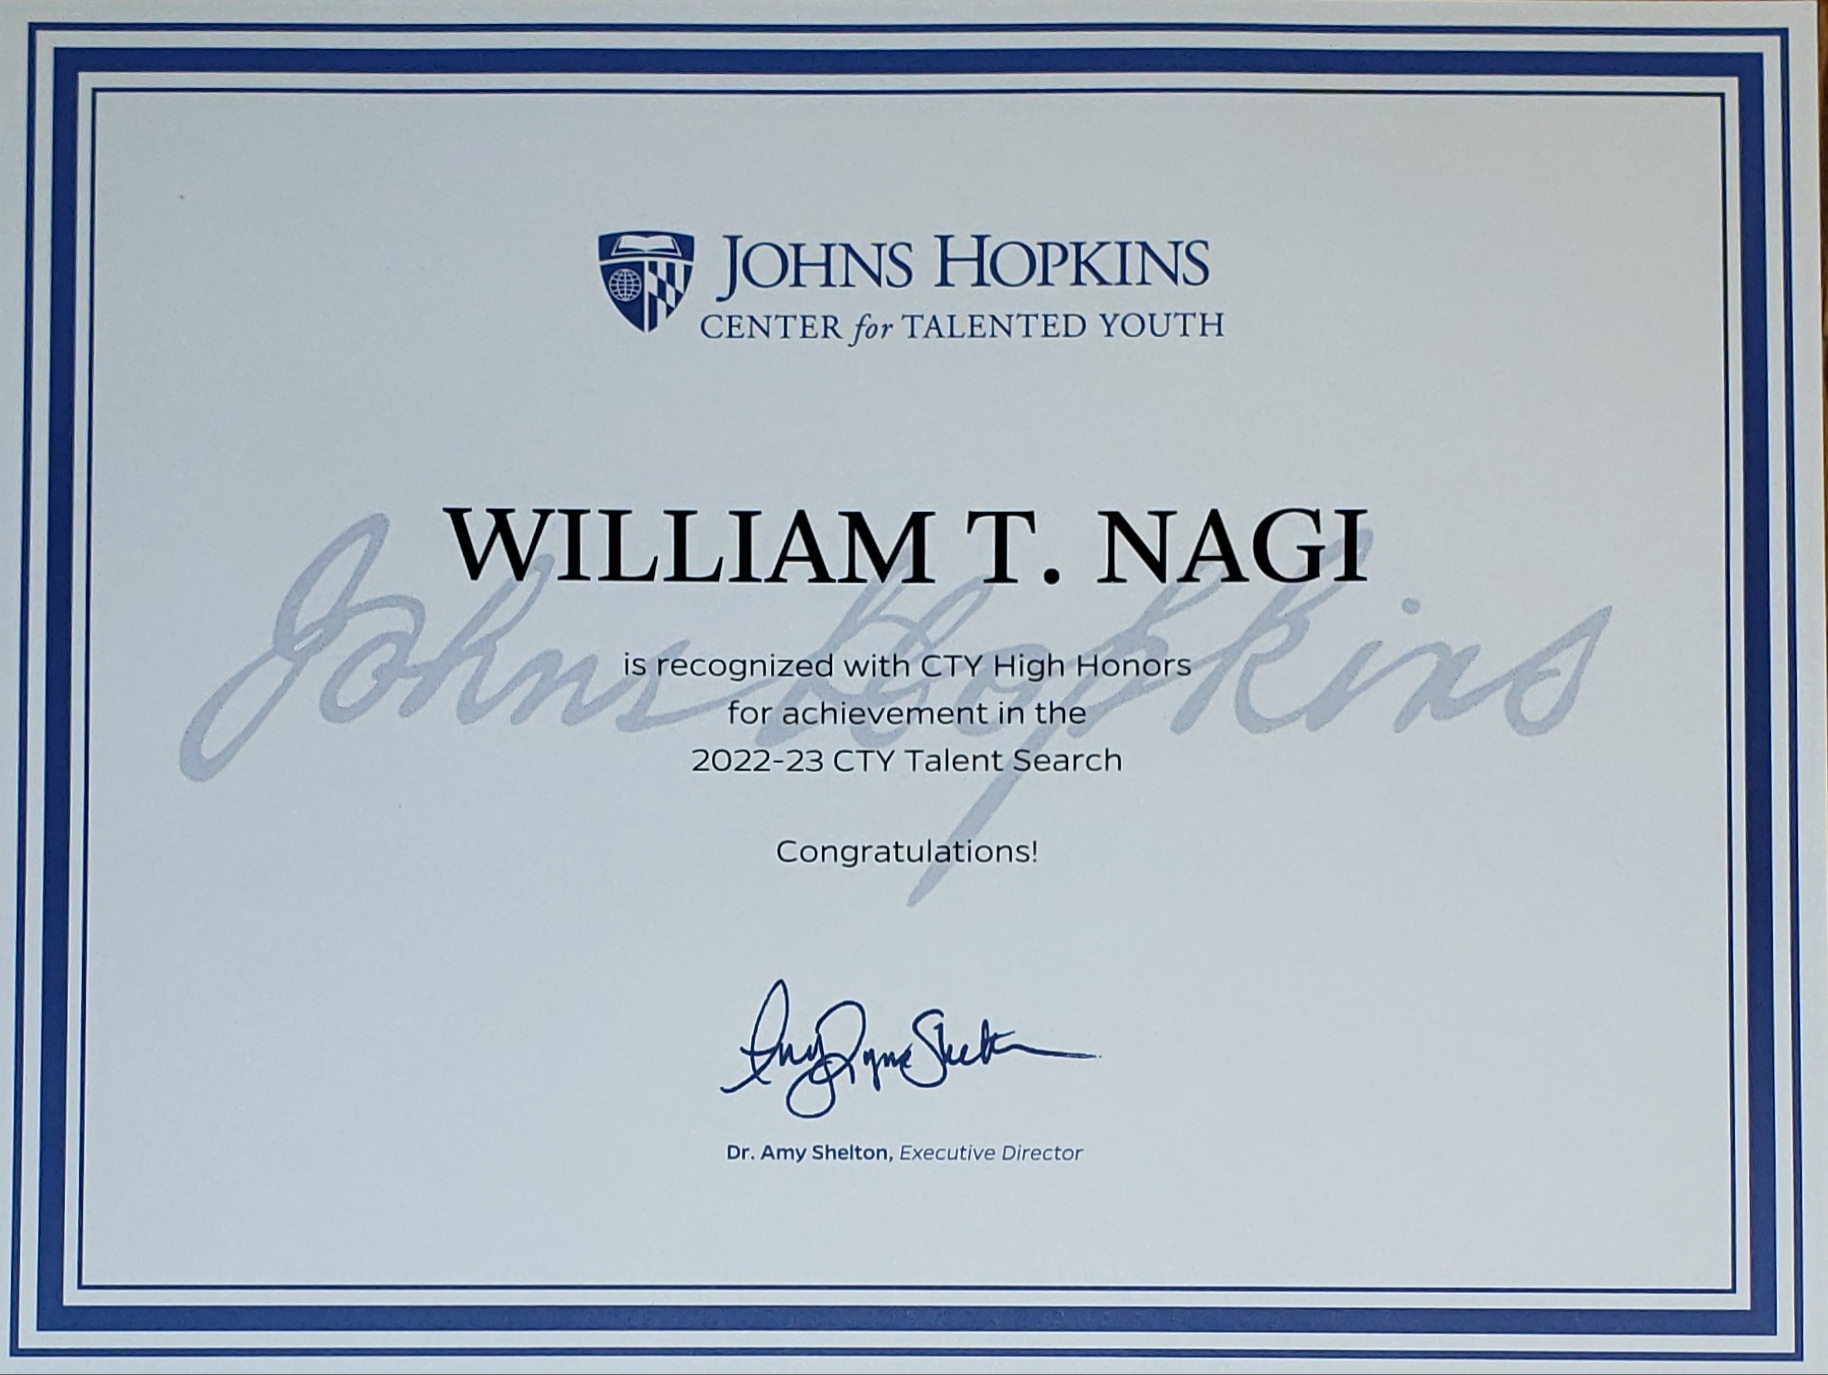 JOHNS HOPKINS
CENTER for TALENTED YOUTH
Johns Hopkins
WILLIAM T. NAGI
is recognized with CTY High Honors
for achievement in the
2022-23 CTY Talent Search
Congratulations!
Amy Lynne Shelton
Dr. Amy Shelton, Executive Director